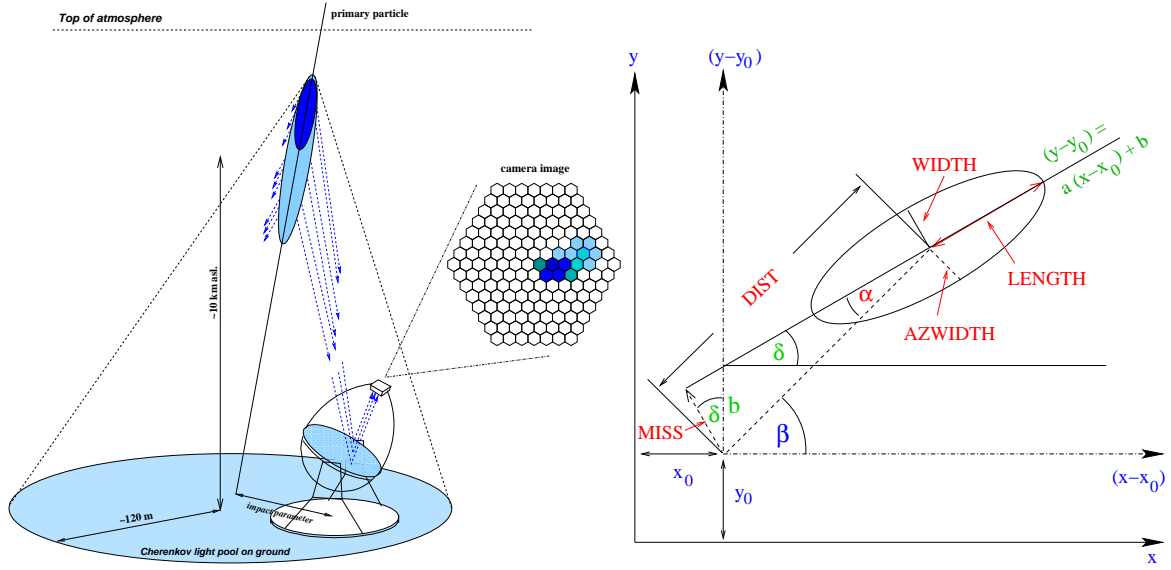 Top of atmosphere
primary particle
~10 km asl.
camera image
impact parameter
~120 m
Cherenkov light pool on ground
y
(y−y₀)
(y−y₀) =
a (x−x₀) + b
WIDTH
DIST
LENGTH
α
AZWIDTH
δ
δ
b
MISS
β
x₀
(x−x₀)
y₀
x